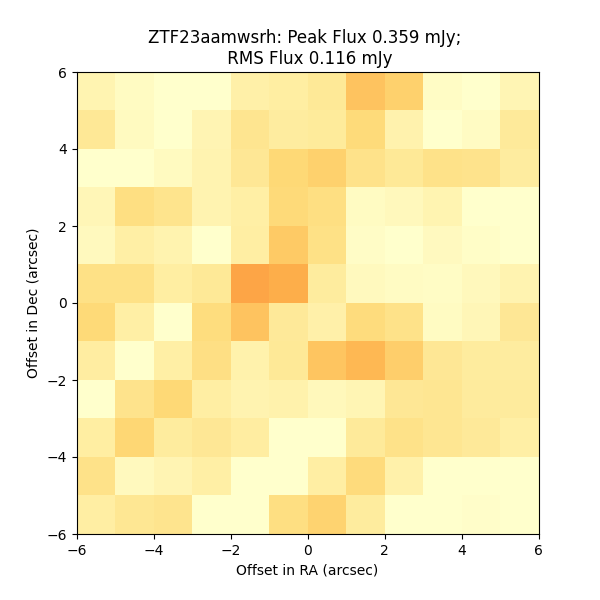 ZTF23aamwsrh: Peak Flux 0.359 mJy;
RMS Flux 0.116 mJy
6
4
2
0
−2
−4
−6
Offset in Dec (arcsec)
−6 −4 −2 0 2 4 6
Offset in RA (arcsec)